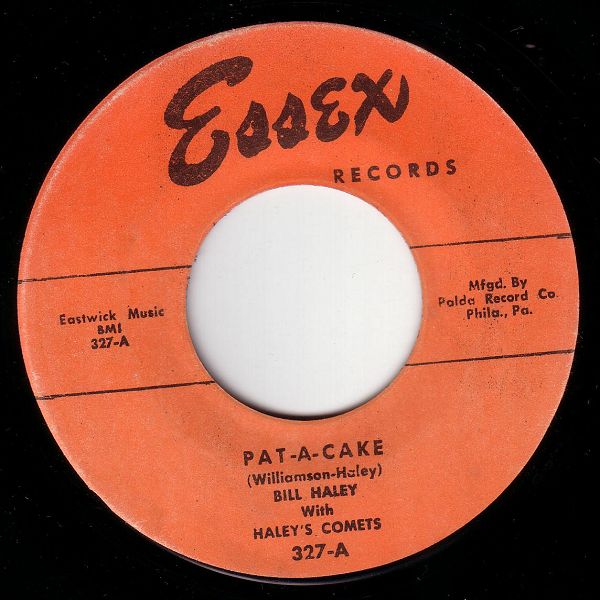 Essex
RECORDS
Eastwick Music
BMI
327-A
Mfgd. By
Palda Record Co.
Phila., Pa.
PAT-A-CAKE
(Williamson-Haley)
BILL HALEY
With
HALEY'S COMETS
327-A